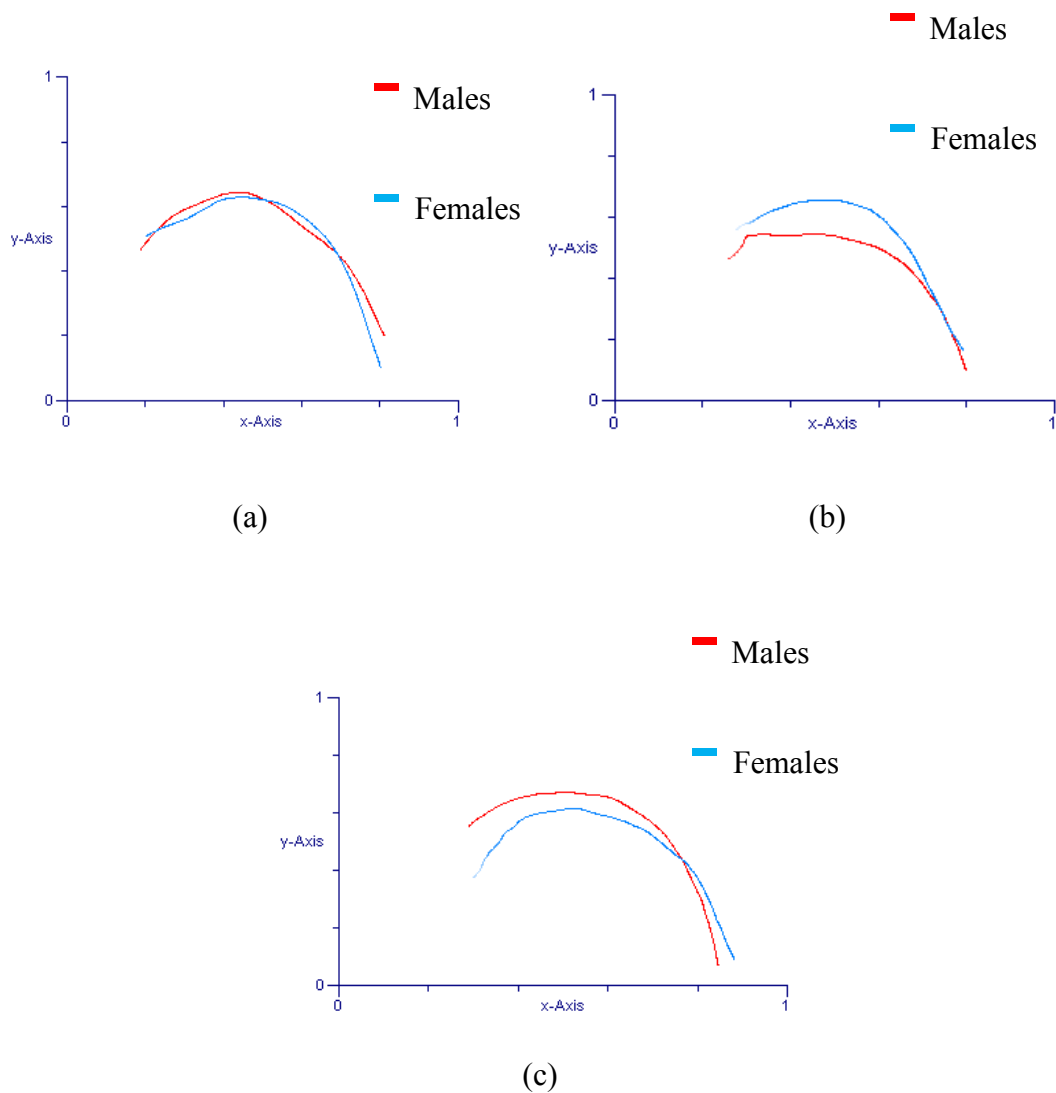 1
Males
Females
y-Axis
0
0
x-Axis
1
(a)
Males
1
Females
y-Axis
0
0
x-Axis
1
(b)
Males
1
Females
y-Axis
0
0
x-Axis
1
(c)